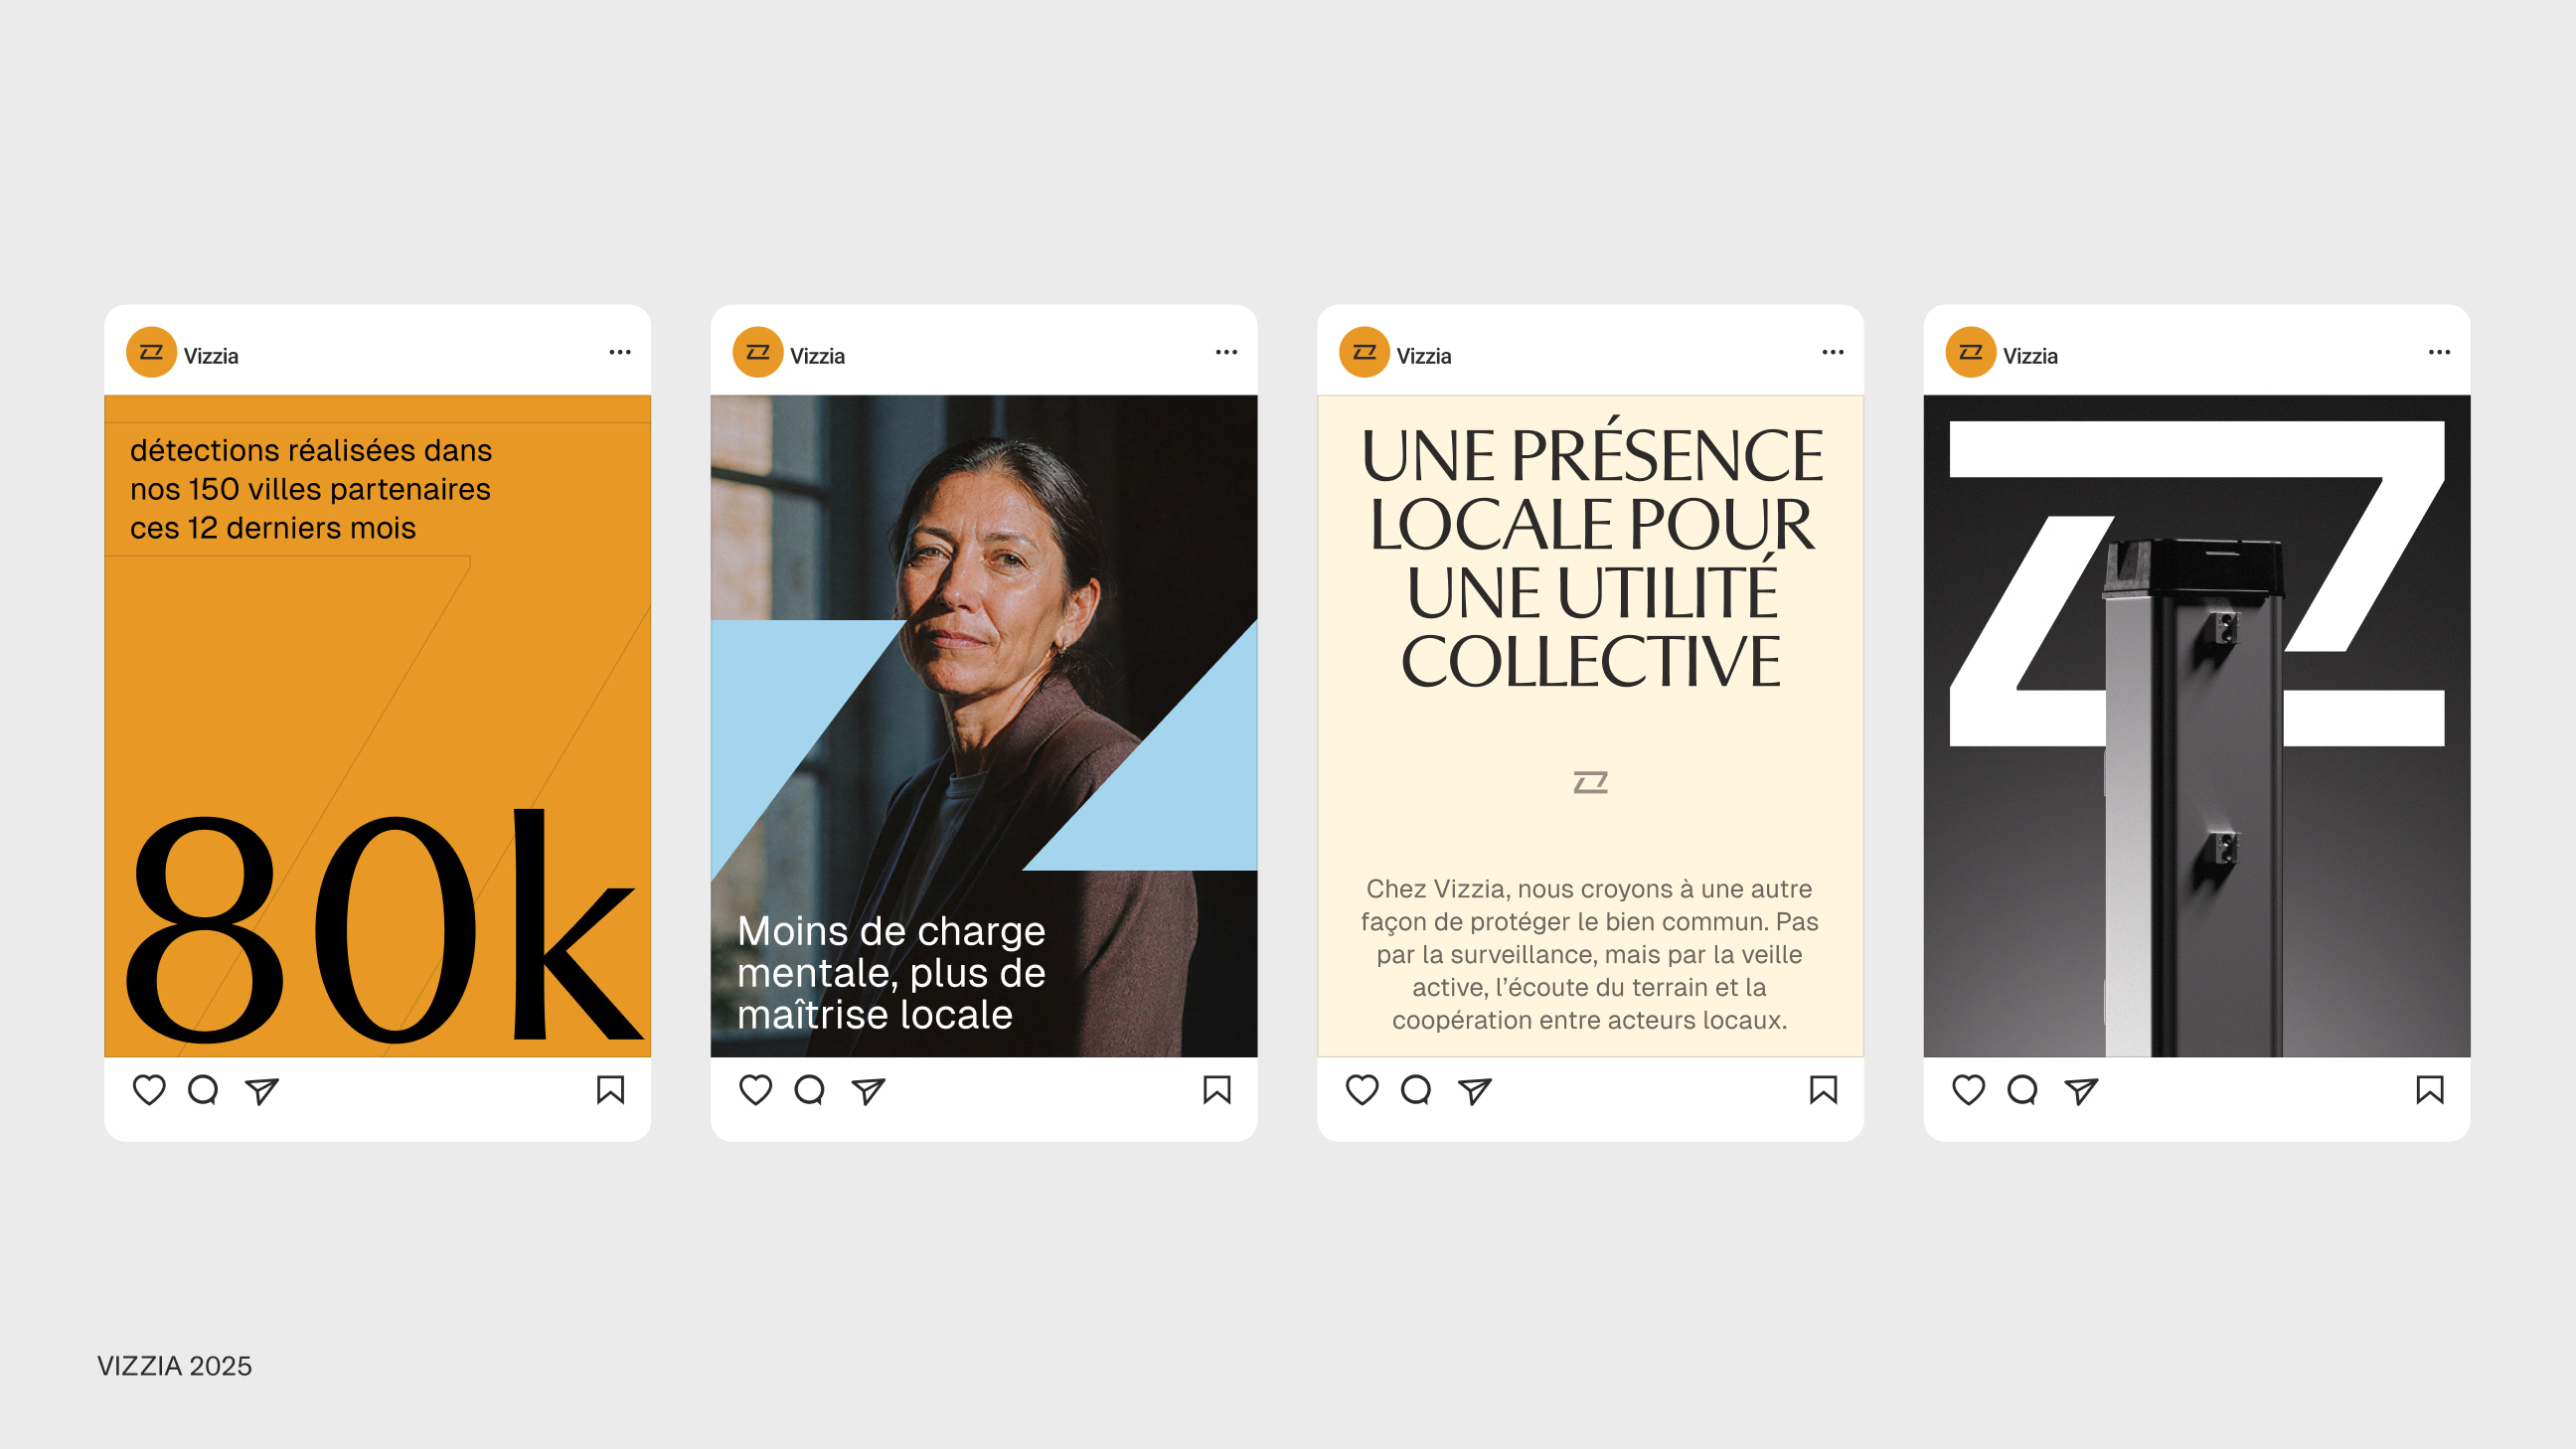 Vizzia
détections réalisées dans
nos 150 villes partenaires
ces 12 derniers mois
80k
Vizzia
Moins de charge
mentale, plus de
maîtrise locale
Vizzia
UNE PRÉSENCE
LOCALE POUR
UNE UTILITÉ
COLLECTIVE
Chez Vizzia, nous croyons à une autre
façon de protéger le bien commun. Pas
par la surveillance, mais par la veille
active, l’écoute du terrain et la
coopération entre acteurs locaux.
Vizzia
VIZZIA 2025